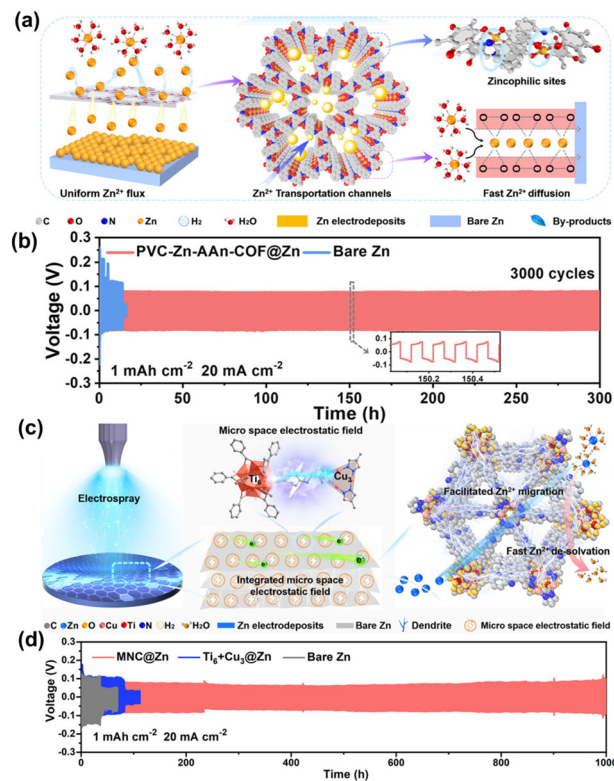 (a)
Zincophilic sites
Uniform Zn²⁺ flux
Zn²⁺ Transportation channels
Fast Zn²⁺ diffusion
C O N Zn H₂ H₂O Zn electrodeposits Bare Zn By-products
(b)
PVC-Zn-AAn-COF@Zn Bare Zn
3000 cycles
Voltage (V)
0.3
0.2
0.1
0.0
-0.1
-0.2
-0.3
0.1
0.0
-0.1
150.2 150.4
1 mAh cm⁻² 20 mA cm⁻²
0 50 100 150 200 250 300
Time (h)
(c)
Micro space electrostatic field
Electrospray
Ti₆
Cu₃
Facilitated Zn²⁺ migration
Fast Zn²⁺ de-solvation
Integrated micro space
electrostatic field
C Zn O Cu Ti N H₂ H₂O Zn electrodeposits Bare Zn Dendrite Micro space electrostatic field
(d)
MNC@Zn Ti₆+Cu₃@Zn Bare Zn
Voltage (V)
0.3
0.2
0.1
0.0
-0.1
-0.2
-0.3
1 mAh cm⁻² 20 mA cm⁻²
0 200 400 600 800 1000
Time (h)